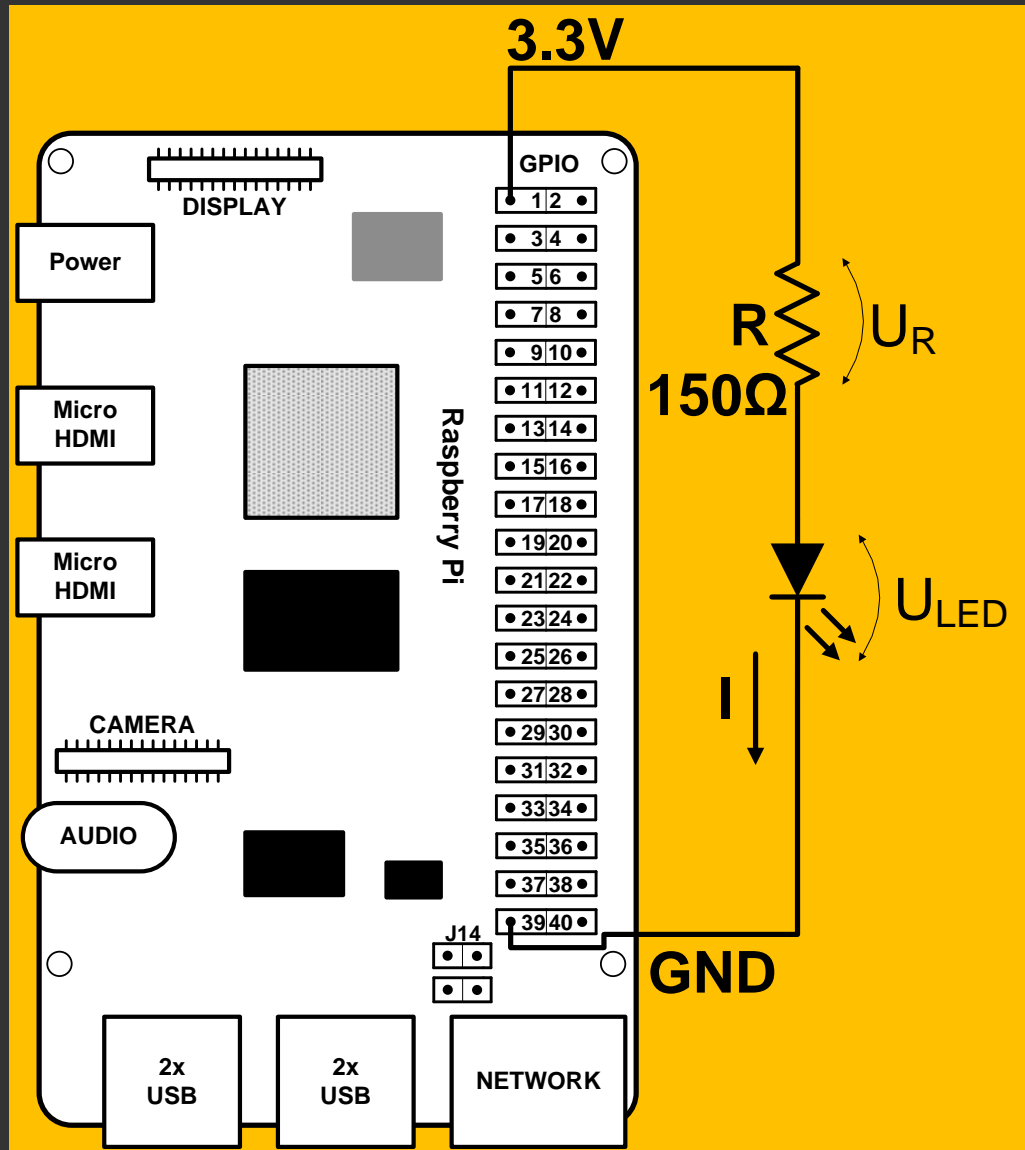 3.3V
GPIO
DISPLAY
1 2
3 4
5 6
7 8
9 10
11 12
13 14
15 16
17 18
19 20
21 22
23 24
25 26
27 28
29 30
31 32
33 34
35 36
37 38
39 40
Power
Micro
HDMI
Micro
HDMI
Raspberry Pi
CAMERA
AUDIO
J14
2x
USB
2x
USB
NETWORK
R
150Ω
UR
ULED
I
GND